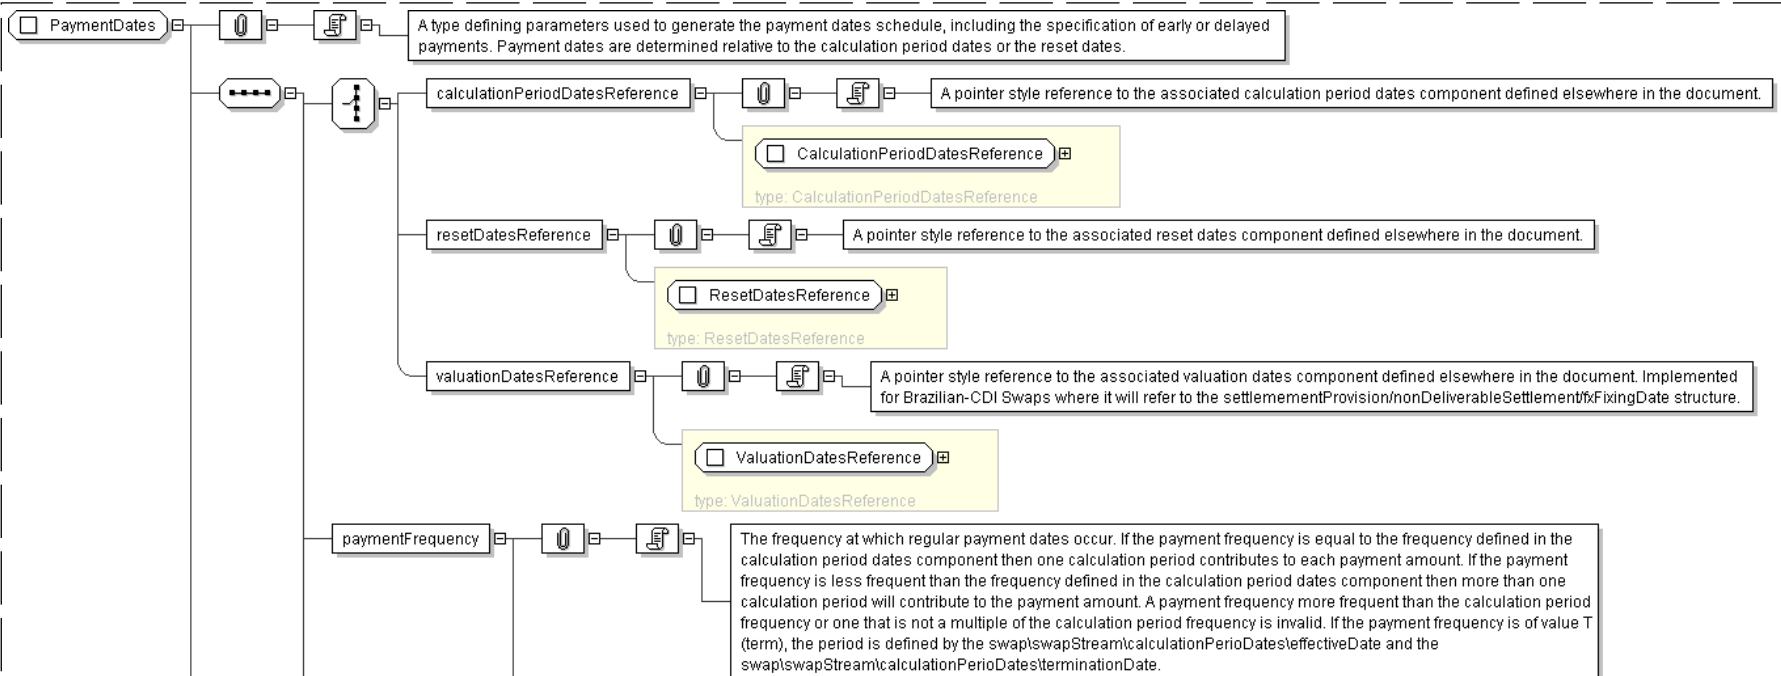 PaymentDates
A type defining parameters used to generate the payment dates schedule, including the specification of early or delayed
payments. Payment dates are determined relative to the calculation period dates or the reset dates.
calculationPeriodDatesReference
A pointer style reference to the associated calculation period dates component defined elsewhere in the document.
CalculationPeriodDatesReference
type: CalculationPeriodDatesReference
resetDatesReference
A pointer style reference to the associated reset dates component defined elsewhere in the document.
ResetDatesReference
type: ResetDatesReference
valuationDatesReference
A pointer style reference to the associated valuation dates component defined elsewhere in the document. Implemented
for Brazilian-CDI Swaps where it will refer to the settlemementProvision/nonDeliverableSettlement/fxFixingDate structure.
ValuationDatesReference
type: ValuationDatesReference
paymentFrequency
The frequency at which regular payment dates occur. If the payment frequency is equal to the frequency defined in the
calculation period dates component then one calculation period contributes to each payment amount. If the payment
frequency is less frequent than the frequency defined in the calculation period dates component then more than one
calculation period will contribute to the payment amount. A payment frequency more frequent than the calculation period
frequency or one that is not a multiple of the calculation period frequency is invalid. If the payment frequency is of value T
(term), the period is defined by the swap\swapStream\calculationPerioDates\effectiveDate and the
swap\swapStream\calculationPerioDates\terminationDate.